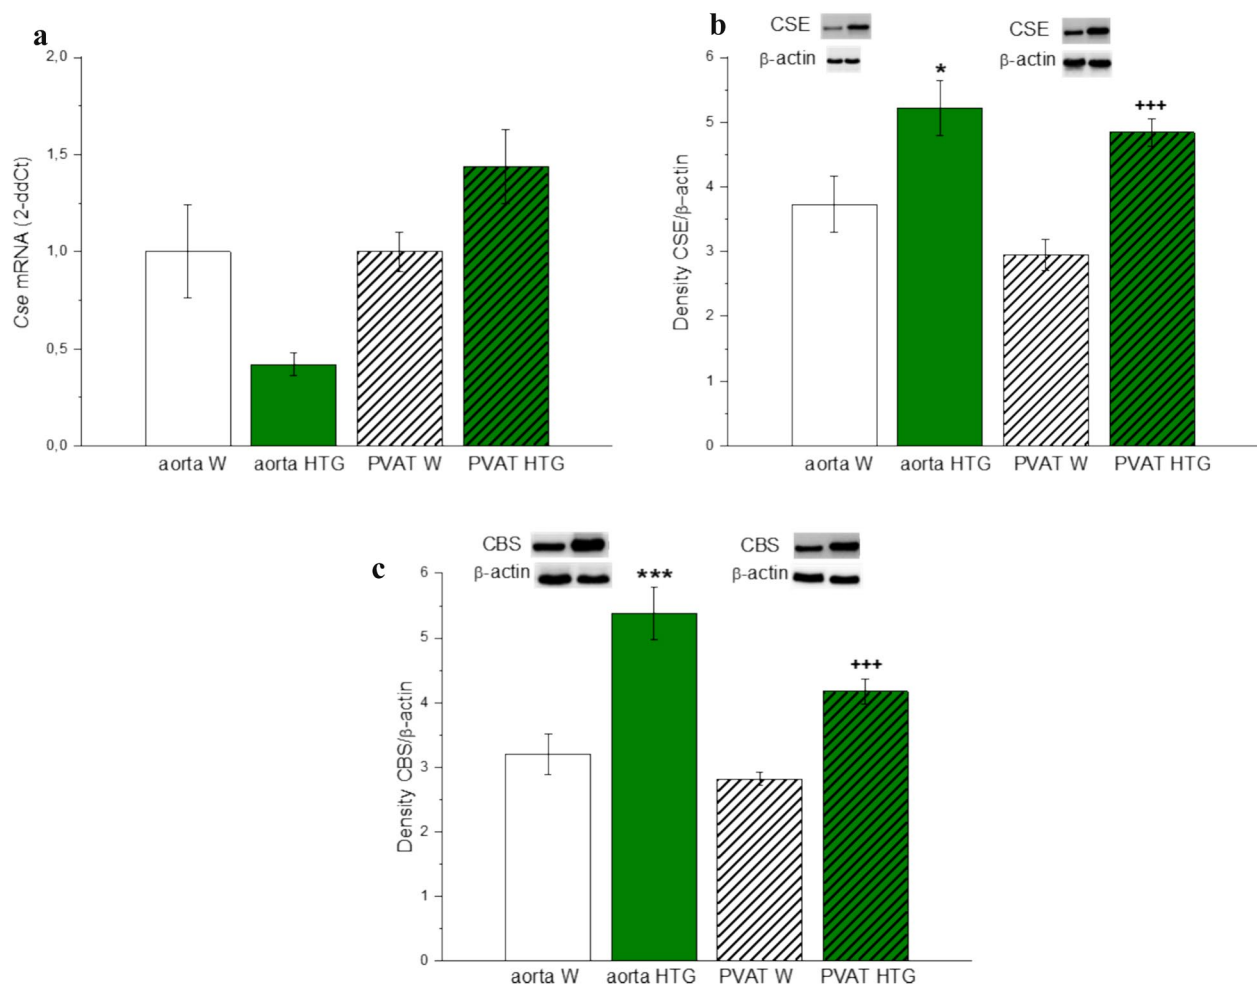 a
2,0
1,5
1,0
0,5
0,0
Cse mRNA (2-ddCt)
aorta W aorta HTG PVAT W PVAT HTG
b
CSE
β-actin
CSE
β-actin
6
5
4
3
2
1
0
Density CSE/β-actin
*
+++
aorta W aorta HTG PVAT W PVAT HTG
c
CBS
β-actin
CBS
β-actin
6
5
4
3
2
1
0
Density CBS/β-actin
***
+++
aorta W aorta HTG PVAT W PVAT HTG